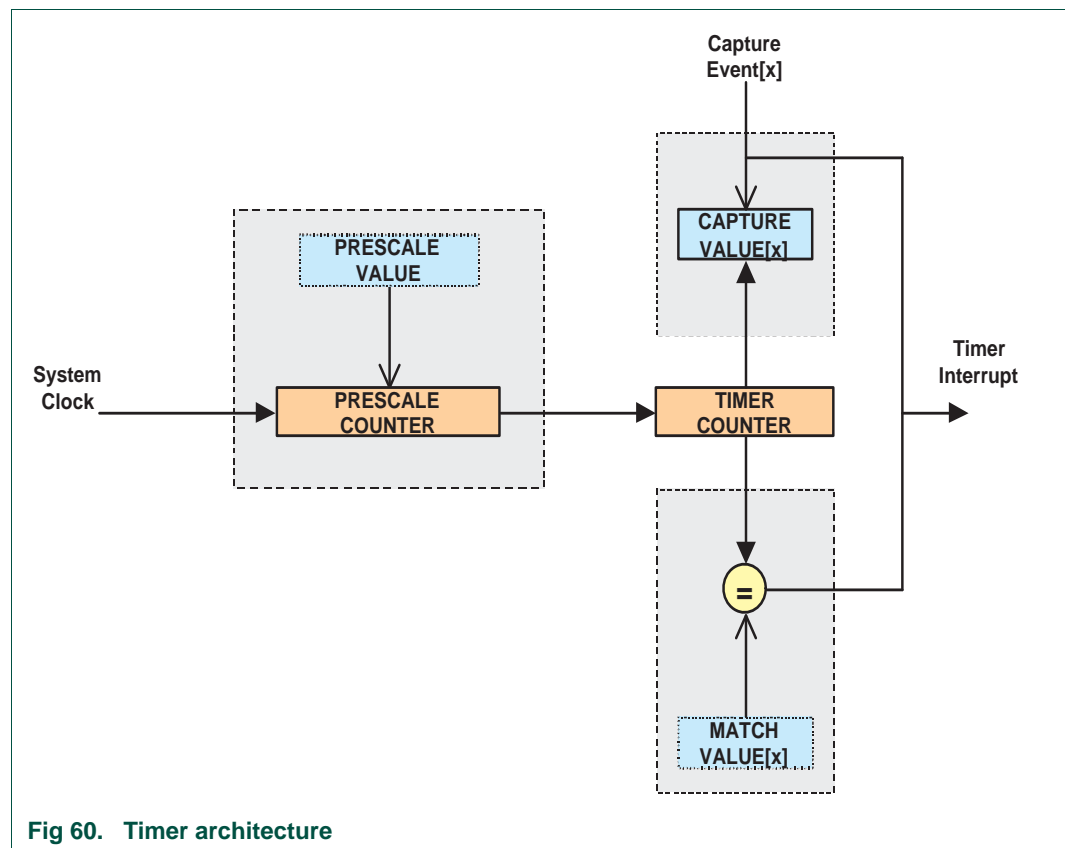 Capture
Event[x]
CAPTURE
VALUE[x]
PRESCALE
VALUE
System
Clock
PRESCALE
COUNTER
TIMER
COUNTER
Timer
Interrupt
=
MATCH
VALUE[x]
Fig 60. Timer architecture